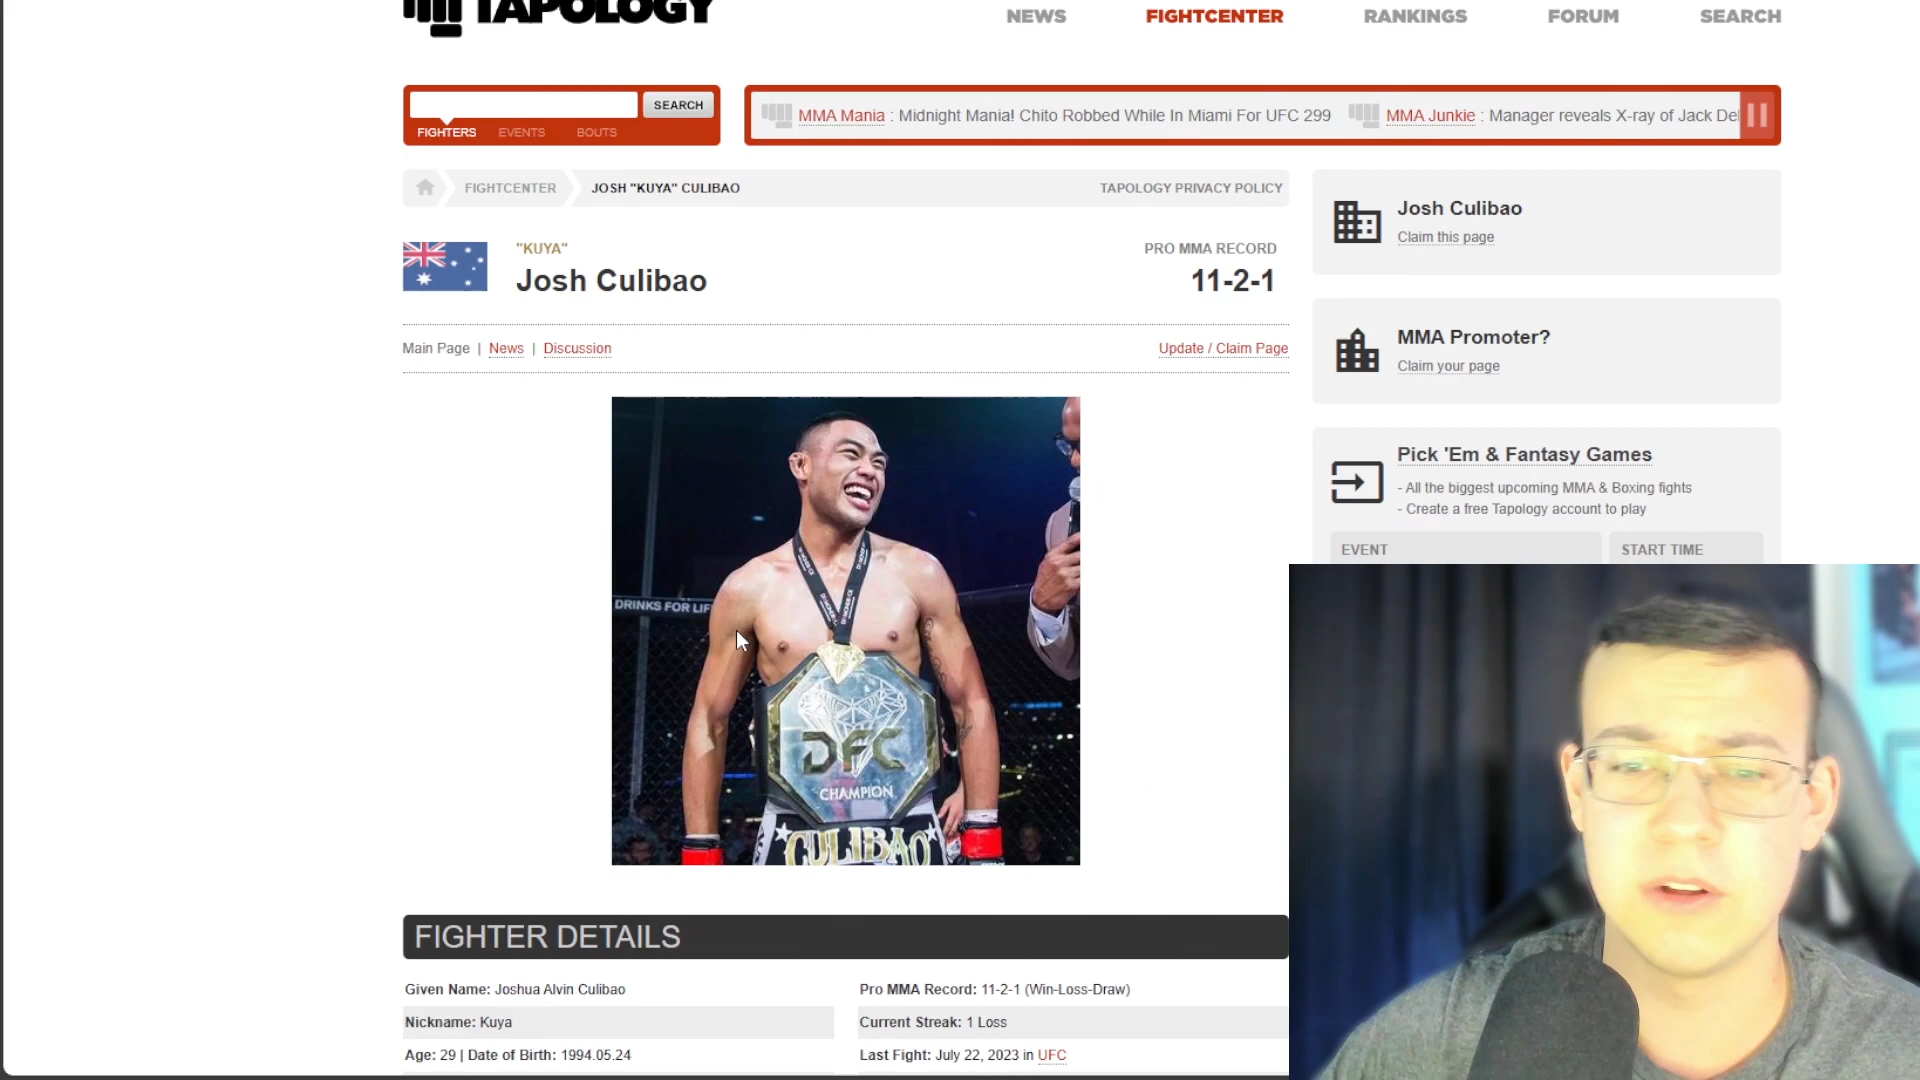 TAPOLOGY
NEWS
FIGHTCENTER
RANKINGS
FORUM
SEARCH
SEARCH
FIGHTERS
EVENTS
BOUTS
MMA Mania : Midnight Mania! Chito Robbed While In Miami For UFC 299
MMA Junkie : Manager reveals X-ray of Jack De
FIGHTCENTER
JOSH "KUYA" CULIBAO
TAPOLOGY PRIVACY POLICY
"KUYA"
Josh Culibao
PRO MMA RECORD
11-2-1
Main Page | News | Discussion
Update / Claim Page
DRINKS FOR LIF
DFC
CHAMPION
CULIBAO
Josh Culibao
Claim this page
MMA Promoter?
Claim your page
Pick 'Em & Fantasy Games
- All the biggest upcoming MMA & Boxing fights
- Create a free Tapology account to play
EVENT
START TIME
FIGHTER DETAILS
Given Name: Joshua Alvin Culibao
Pro MMA Record: 11-2-1 (Win-Loss-Draw)
Nickname: Kuya
Current Streak: 1 Loss
Age: 29 | Date of Birth: 1994.05.24
Last Fight: July 22, 2023 in UFC